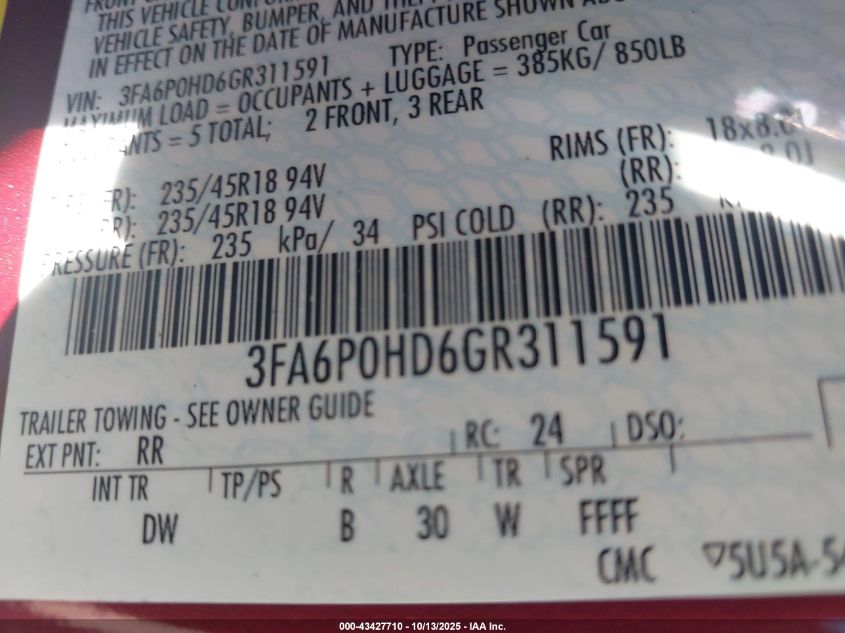 THIS VEHICLE
VEHICLE SAFETY, BUMPER, AND
IN EFFECT ON THE DATE OF MANUFACTURE SHOWN
VIN: 3FA6P0HD6GR311591 TYPE: Passenger Car
MAXIMUM LOAD = OCCUPANTS + LUGGAGE = 385KG/ 850LB
= 5 TOTAL; 2 FRONT, 3 REAR
RIMS (FR): 18x8.0J
235/45R18 94V (RR):
235/45R18 94V
PRESSURE (FR): 235 kPa/ 34 PSI COLD (RR): 235
3FA6P0HD6GR311591
TRAILER TOWING - SEE OWNER GUIDE
EXT PNT: RR RC: 24 DSO:
INT TR TP/PS R AXLE TR SPR
DW B 30 W FFFF
CMC ▽5U5A-
000-43427710 - 10/13/2025 - IAA Inc.